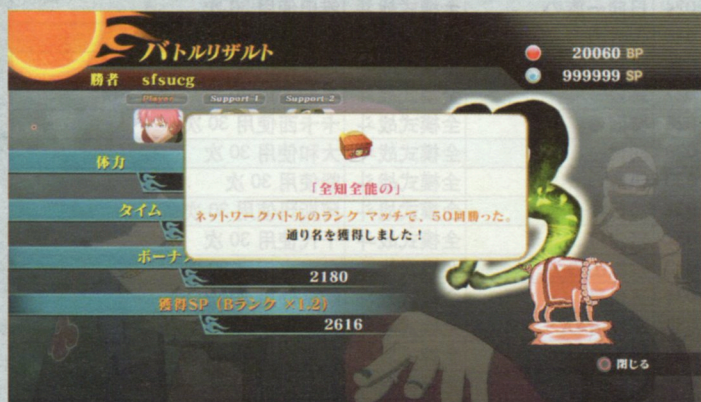 バトルリザルト
20060 BP
999999 SP
勝者 sfsucg
Player Support-1 Support-2
体力
「全知全能の」
タイム
ネットワークバトルのランク マッチで、50回勝った。
通り名を獲得しました！
ボーナス
2180
獲得SP (Bランク ×1.2)
2616
閉じる